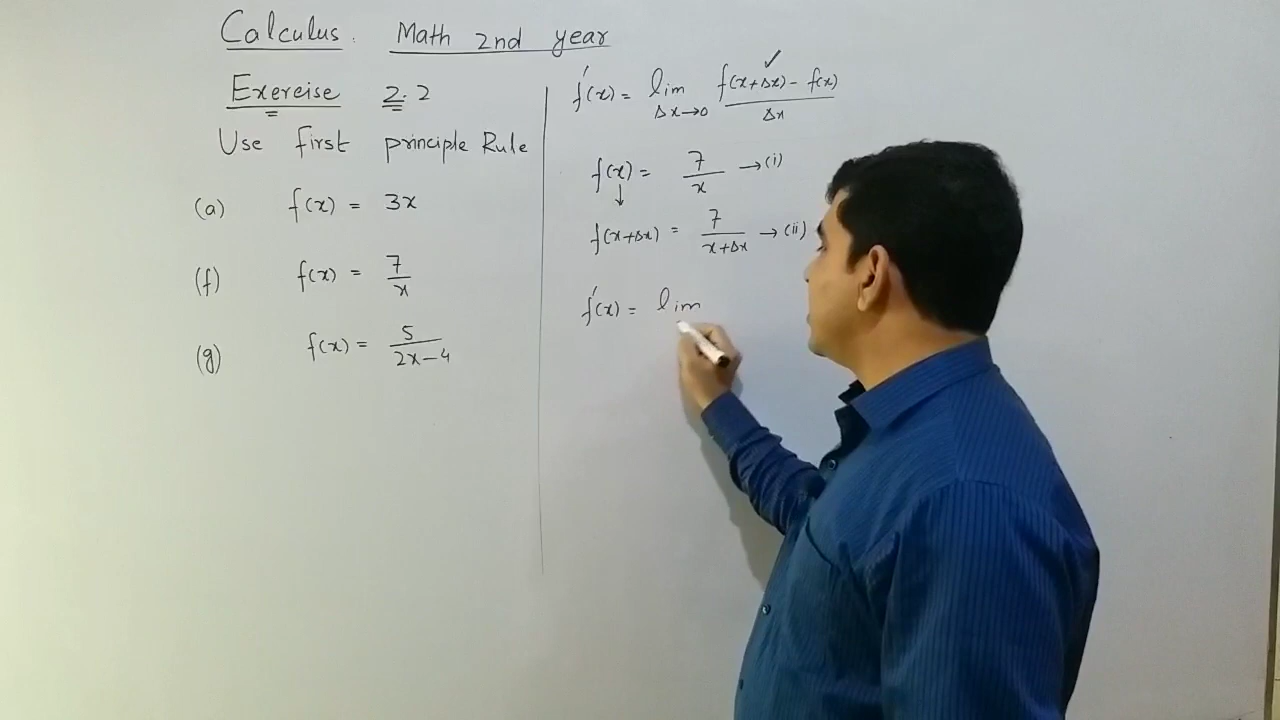 Calculus. Math 2nd year
Exercise 2.2
Use first principle Rule
(a) f(x) = 3x
(f) f(x) = 7/x
(g) f(x) = 5/(2x-4)
f'(x) = lim Δx→0 (f(x+Δx) - f(x))/Δx ✓
f(x) = 7/x → (i)
↓
f(x+Δx) = 7/(x+Δx) → (ii)
f'(x) = lim